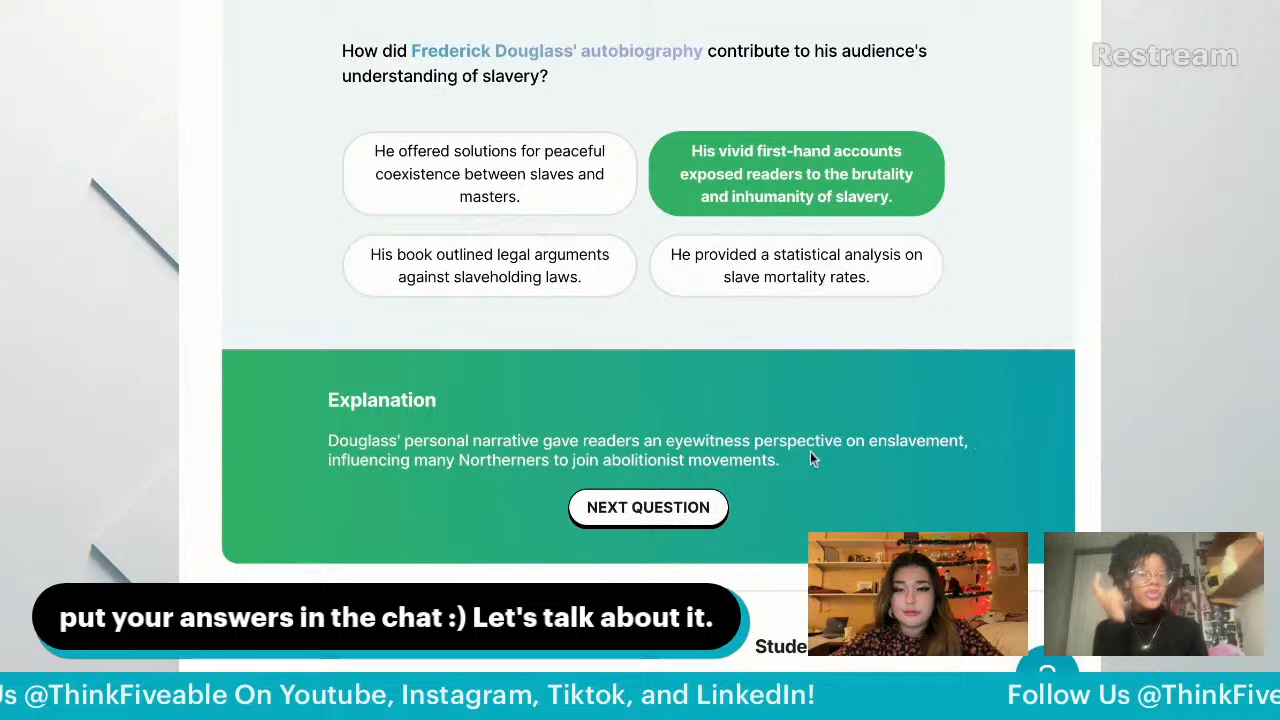 Restream
How did Frederick Douglass' autobiography contribute to his audience's
understanding of slavery?
He offered solutions for peaceful
coexistence between slaves and
masters.
His vivid first-hand accounts
exposed readers to the brutality
and inhumanity of slavery.
His book outlined legal arguments
against slaveholding laws.
He provided a statistical analysis on
slave mortality rates.
Explanation
Douglass' personal narrative gave readers an eyewitness perspective on enslavement,
influencing many Northerners to join abolitionist movements.
NEXT QUESTION
put your answers in the chat :) Let's talk about it.
Stude
Us @ThinkFiveable On Youtube, Instagram, Tiktok, and LinkedIn! Follow Us @ThinkFive